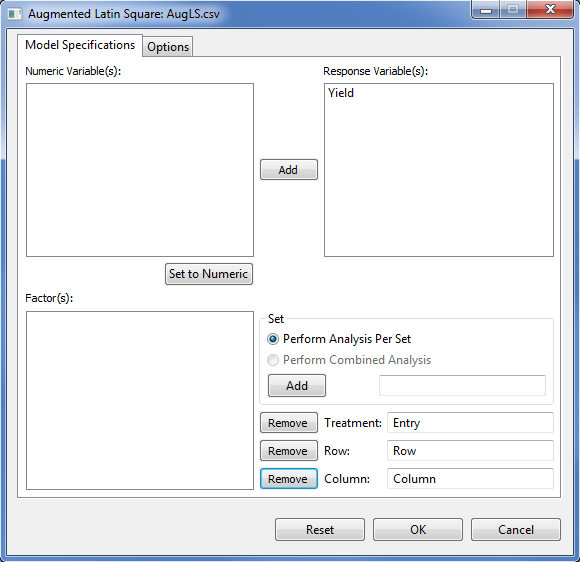 Augmented Latin Square: AugLS.csv
Model Specifications
Options
Numeric Variable(s):
Response Variable(s):
Yield
Add
Set to Numeric
Factor(s):
Set
Perform Analysis Per Set
Perform Combined Analysis
Add
Remove Treatment: Entry
Remove Row: Row
Remove Column: Column
Reset OK Cancel